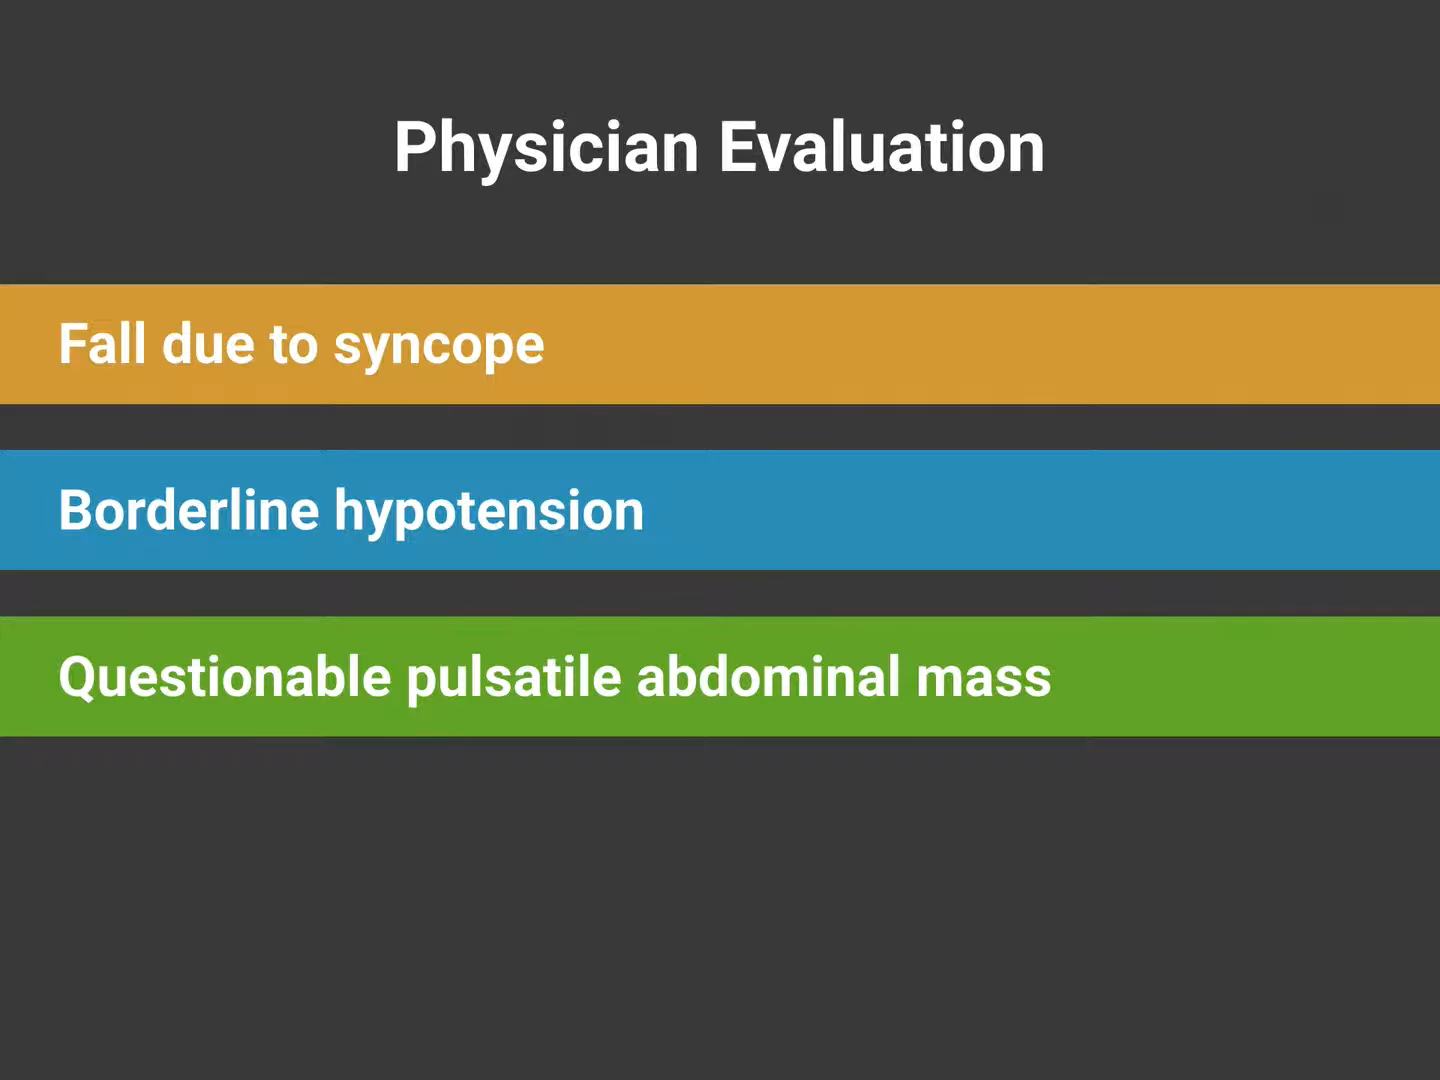 Physician Evaluation
Fall due to syncope
Borderline hypotension
Questionable pulsatile abdominal mass